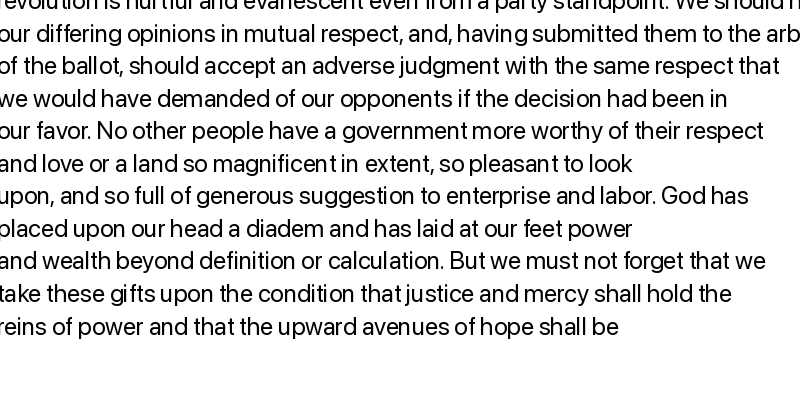 revolution is hurtful and evanescent even from a party standpoint. We should
our differing opinions in mutual respect, and, having submitted them to the
of the ballot, should accept an adverse judgment with the same respect that
we would have demanded of our opponents if the decision had been in
our favor. No other people have a government more worthy of their respect
and love or a land so magnificent in extent, so pleasant to look
upon, and so full of generous suggestion to enterprise and labor. God has
placed upon our head a diadem and has laid at our feet power
and wealth beyond definition or calculation. But we must not forget that we
take these gifts upon the condition that justice and mercy shall hold the
reins of power and that the upward avenues of hope shall be